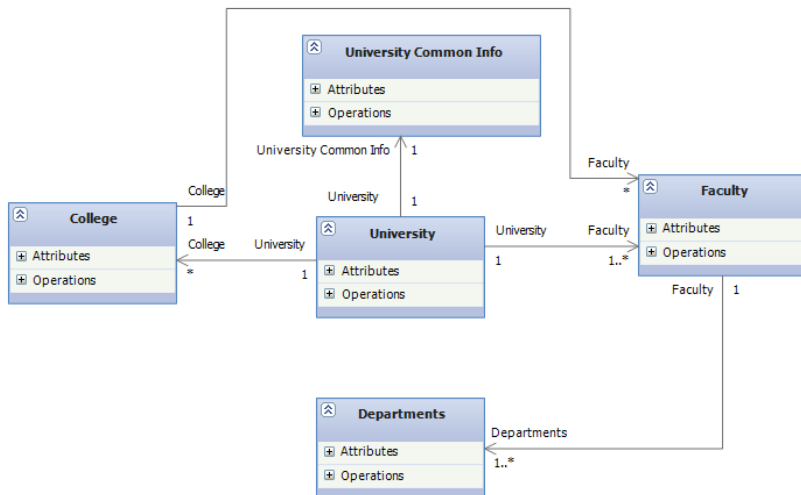 University Common Info
Attributes
Operations
University Common Info 1
Faculty
*
College
1
College
Attributes
Operations
University
1
College
*
University
1
University
Attributes
Operations
University
1
Faculty
1..*
Faculty
Attributes
Operations
Faculty 1
Departments
Attributes
Operations
Departments
1..*